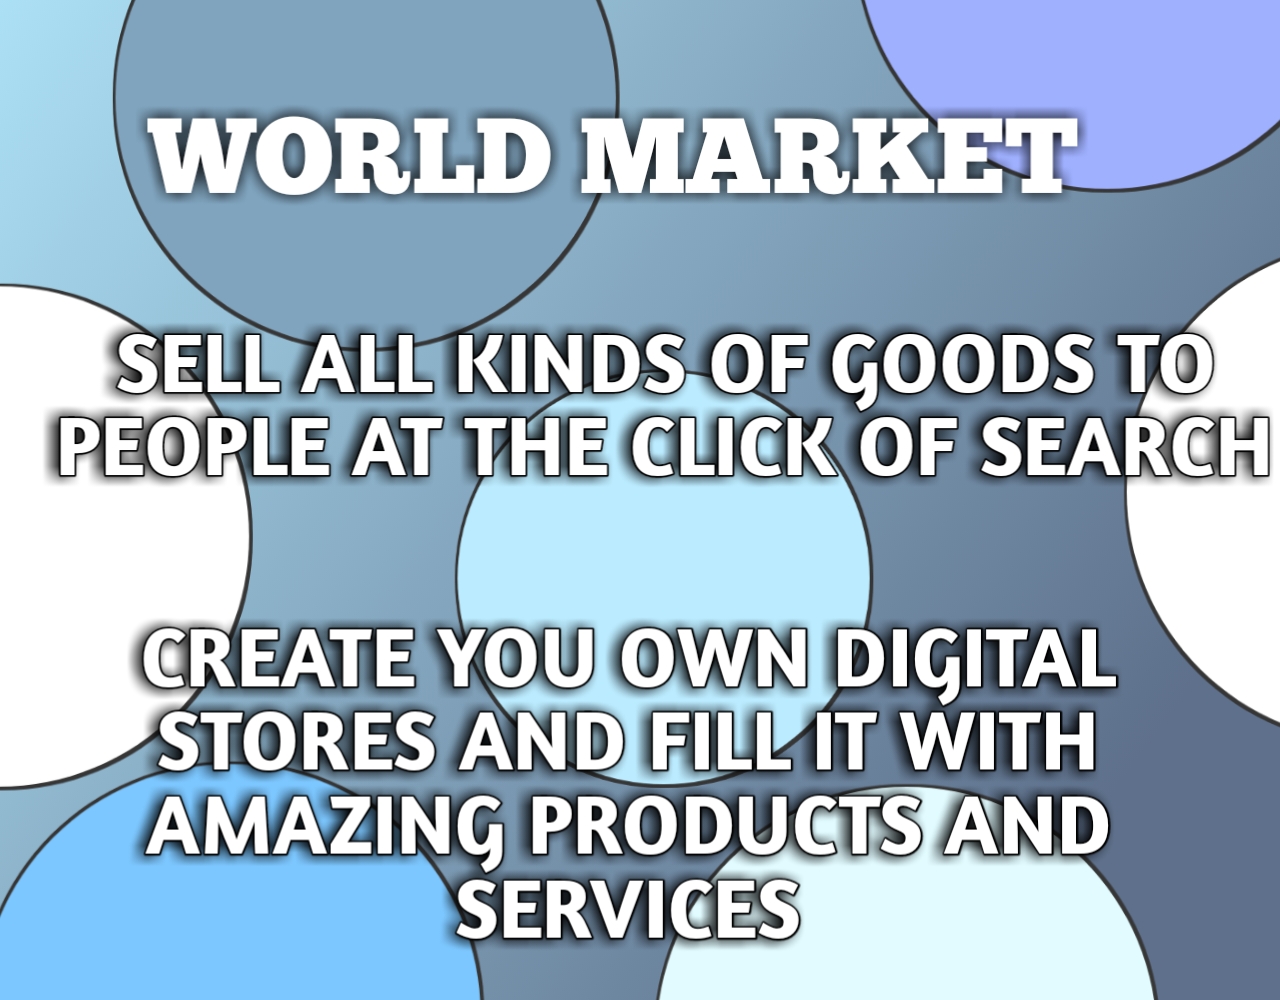 WORLD MARKET
SELL ALL KINDS OF GOODS TO
PEOPLE AT THE CLICK OF SEARCH
CREATE YOU OWN DIGITAL
STORES AND FILL IT WITH
AMAZING PRODUCTS AND
SERVICES